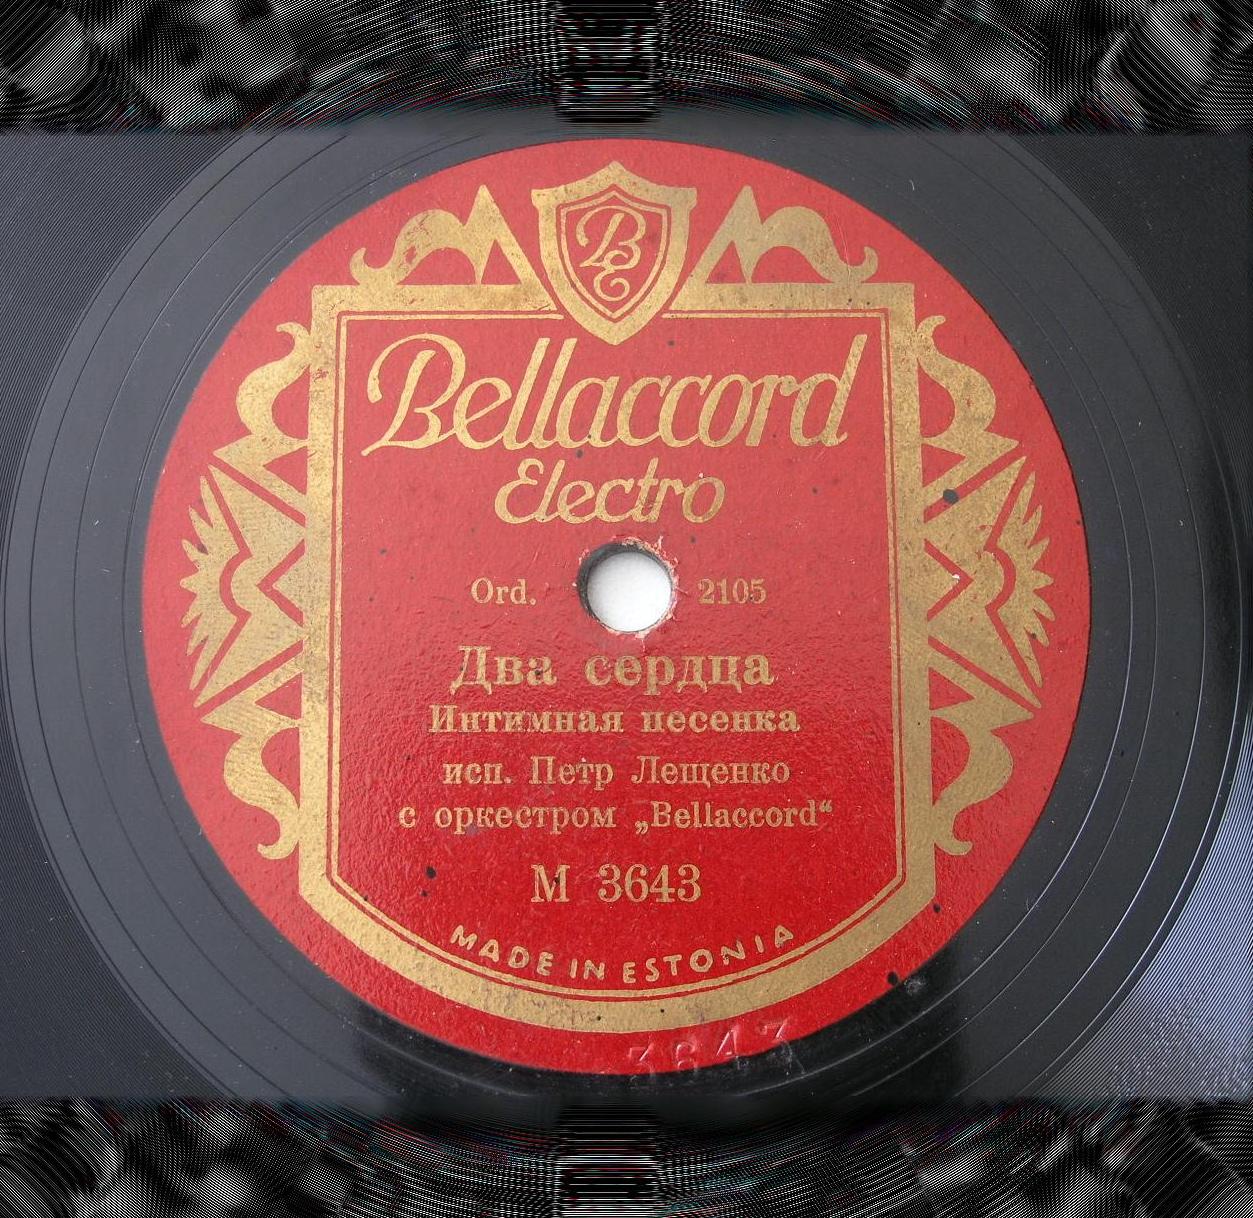 BE
Bellaccord
Electro
Ord. 2105
Два сердца
Интимная песенка
исп. Петр Лещенко
с оркестром „Bellaccord“
М 3643
MADE IN ESTONIA
3643